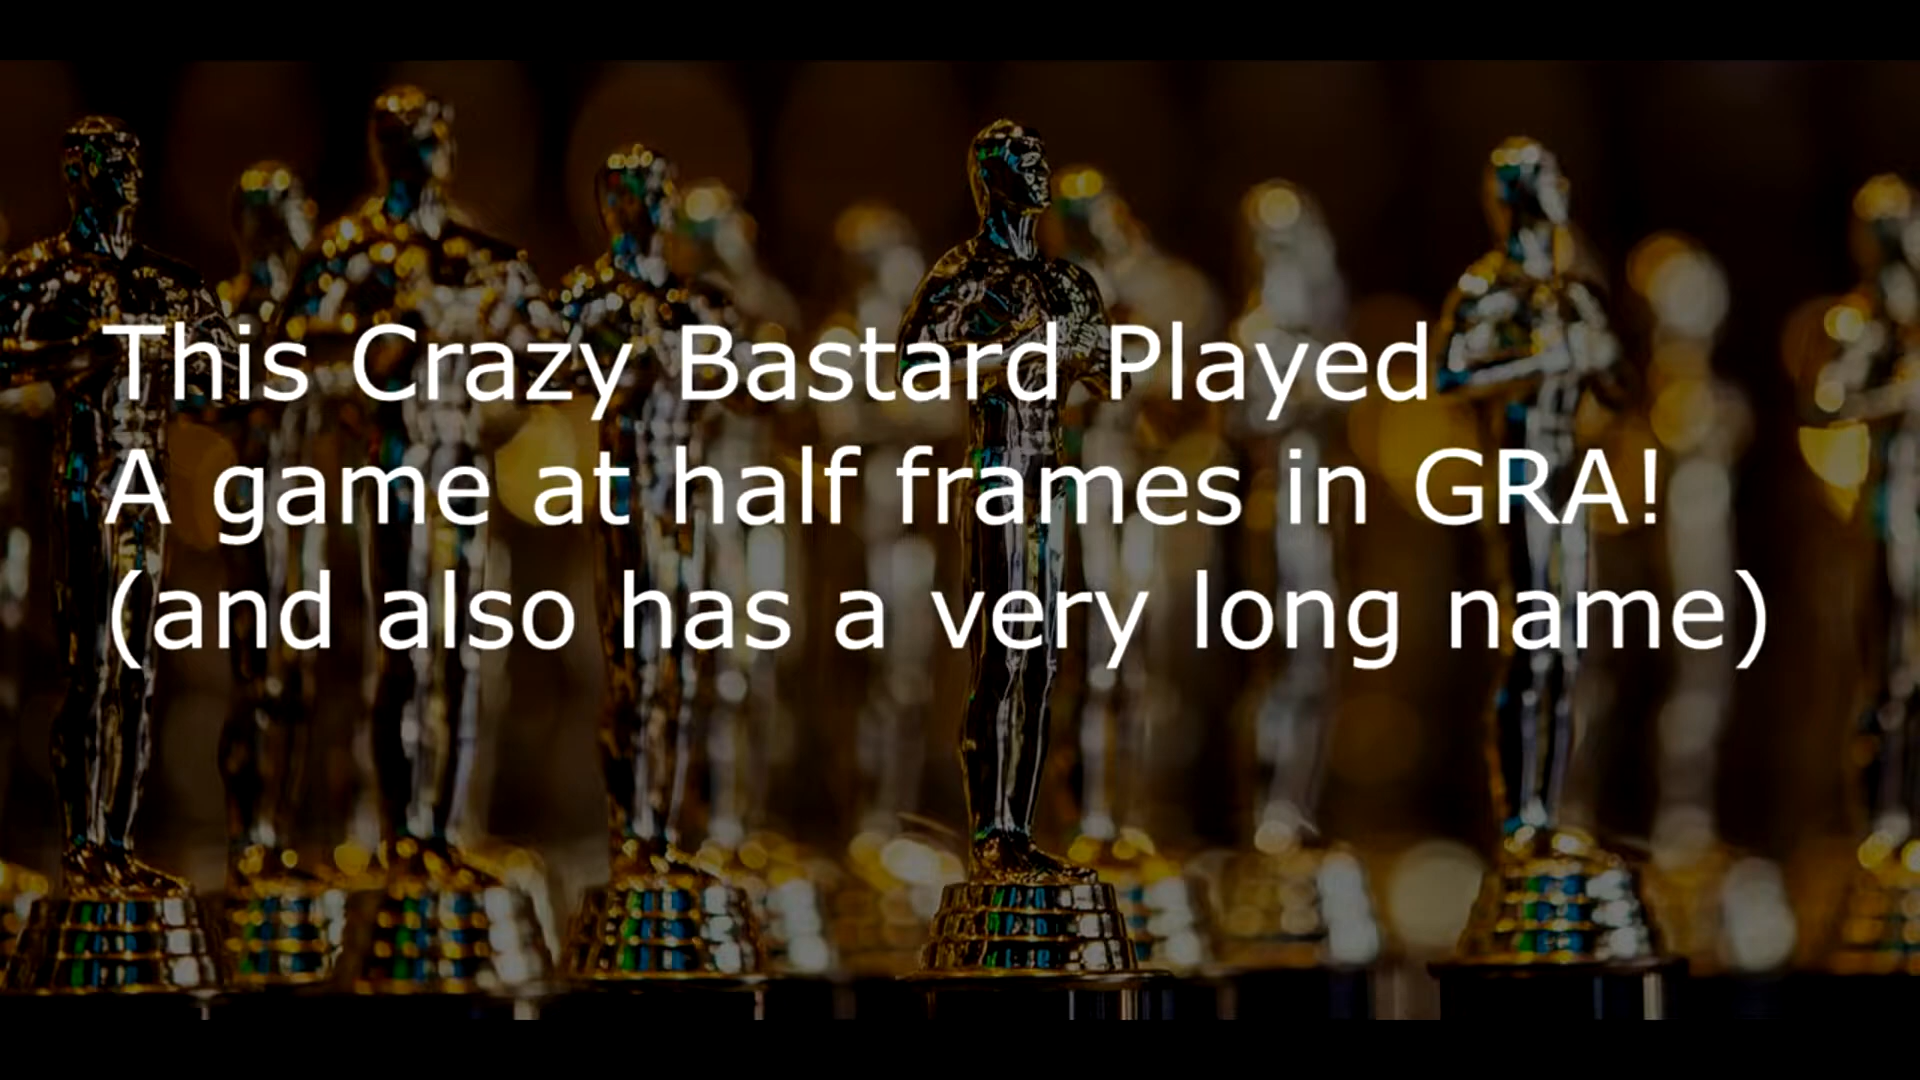 This Crazy Bastard Played
A game at half frames in GRA!
(and also has a very long name)